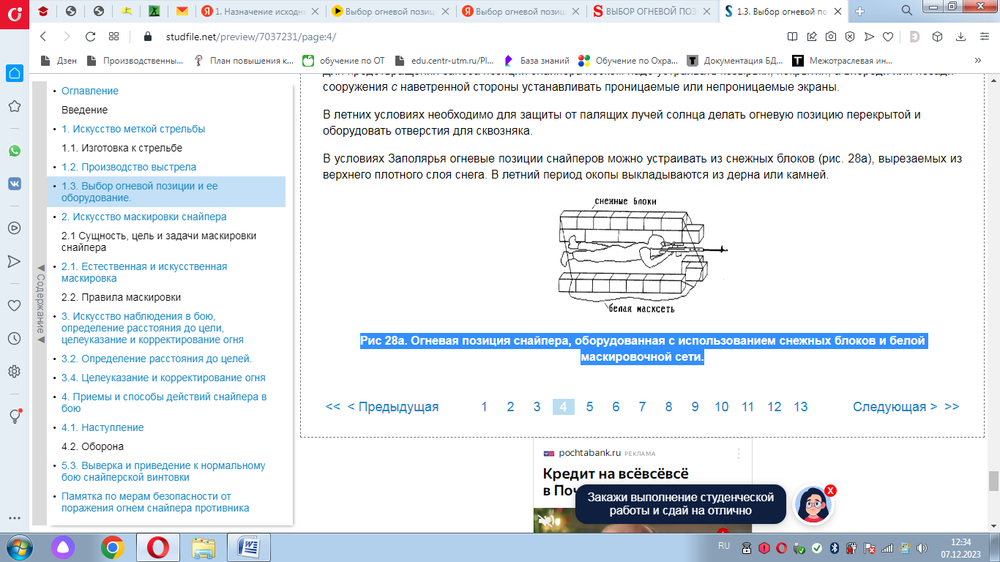 1. Назначение исходнь
Выбор огневой позици
Выбор огневой позици
ВЫБОР ОГНЕВОЙ ПОЗ
1.3. Выбор огневой по
studfile.net/preview/7037231/page:4/
Дзен
Производственны...
План повышения к...
обучение по ОТ
edu.centr-utm.ru/Pl...
База знаний
Обучение по Охра...
Документация БД...
Межотраслевая ин...
»
Содержание
Оглавление
Введение
1. Искусство меткой стрельбы
1.1. Изготовка к стрельбе
1.2. Производство выстрела
1.3. Выбор огневой позиции и ее
оборудование.
2. Искусство маскировки снайпера
2.1 Сущность, цель и задачи маскировки
снайпера
2.1. Естественная и искусственная
маскировка
2.2. Правила маскировки
3. Искусство наблюдения в бою,
определение расстояния до цели,
целеуказание и корректирование огня
3.2. Определение расстояния до целей.
3.4. Целеуказание и корректирование огня
4. Приемы и способы действий снайпера в
бою
4.1. Наступление
4.2. Оборона
5.3. Выверка и приведение к нормальному
бою снайперской винтовки
Памятка по мерам безопасности от
поражения огнем снайпера противника
сооружения с наветренной стороны устанавливать проницаемые или непроницаемые экраны.
В летних условиях необходимо для защиты от палящих лучей солнца делать огневую позицию перекрытой и
оборудовать отверстия для сквозняка.
В условиях Заполярья огневые позиции снайперов можно устраивать из снежных блоков (рис. 28а), вырезаемых из
верхнего плотного слоя снега. В летний период окопы выкладываются из дерна или камней.
снежные блоки
белая масксеть
Рис 28а. Огневая позиция снайпера, оборудованная с использованием снежных блоков и белой
маскировочной сети.
<< < Предыдущая 1 2 3 4 5 6 7 8 9 10 11 12 13 Следующая > >>
pochtabank.ru РЕКЛАМА
Кредит на всёвсёвсё
в Поч
Закажи выполнение студенческой
работы и сдай на отлично
X
RU
12:34
07.12.2023